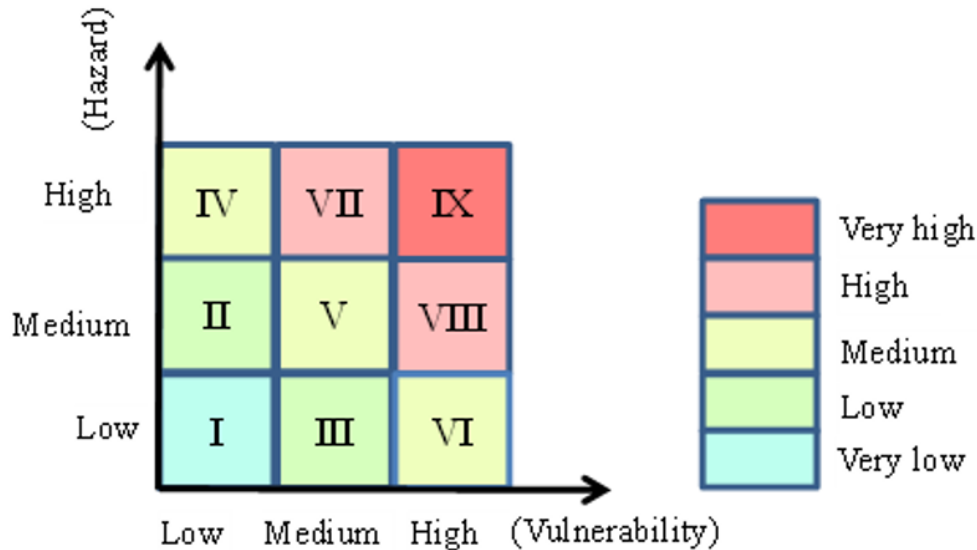 (Hazard)
High
IV
VII
IX
Medium
II
V
VIII
Low
I
III
VI
Low
Medium
High
(Vulnerability)
Very high
High
Medium
Low
Very low